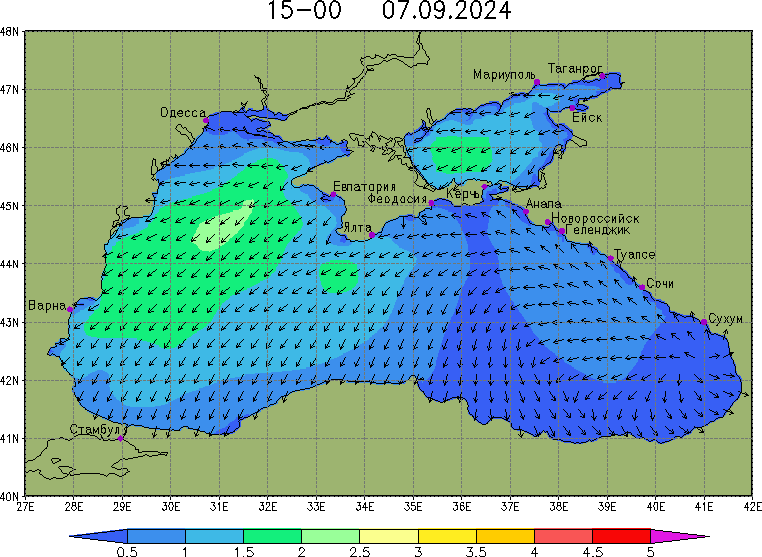 15-00 07.09.2024
48N
47N
46N
45N
44N
43N
42N
41N
40N
Мариуполь
Таганрог
Ейск
Одесса
Евпатория
Феодосия
Керчь
Анапа
Новороссийск
Геленджик
Ялта
Туапсе
Сочи
Варна
Сухум
Стамбул
27E 28E 29E 30E 31E 32E 33E 34E 35E 36E 37E 38E 39E 40E 41E 42E
0.5 1 1.5 2 2.5 3 3.5 4 4.5 5